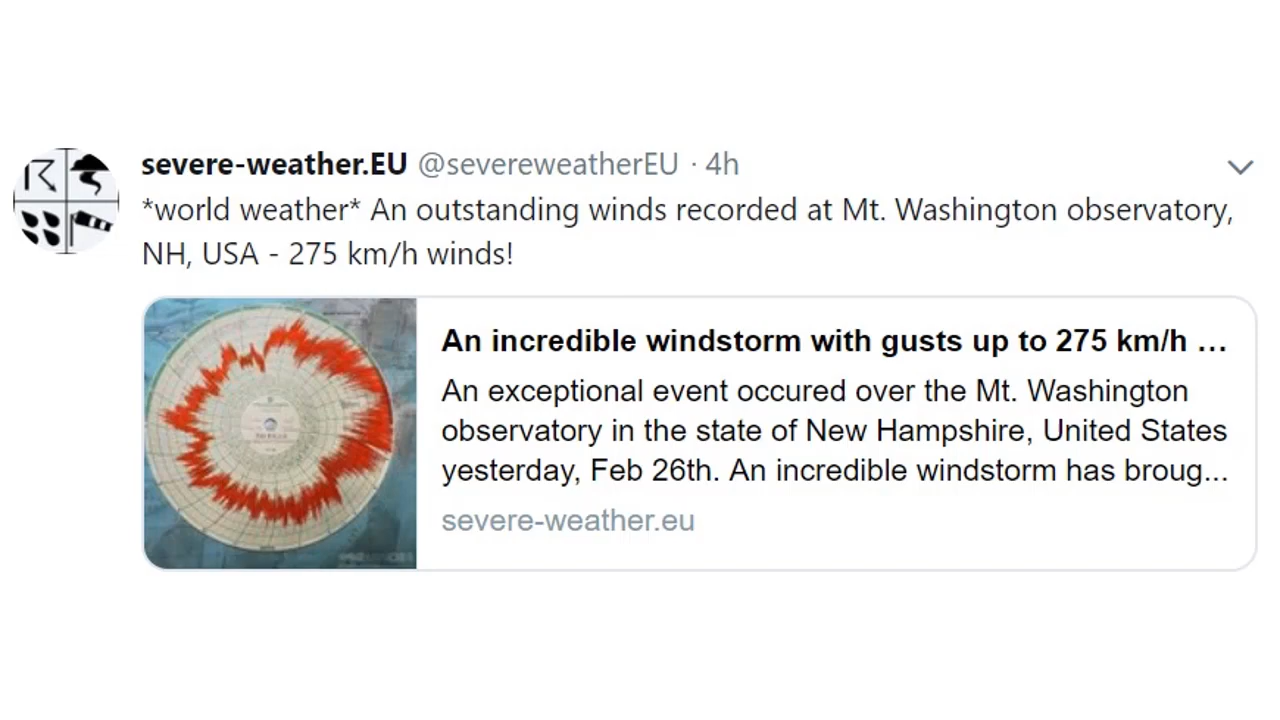 severe-weather.EU @severeweatherEU · 4h
*world weather* An outstanding winds recorded at Mt. Washington observatory,
NH, USA - 275 km/h winds!
An incredible windstorm with gusts up to 275 km/h ...
An exceptional event occured over the Mt. Washington
observatory in the state of New Hampshire, United States
yesterday, Feb 26th. An incredible windstorm has broug...
severe-weather.eu